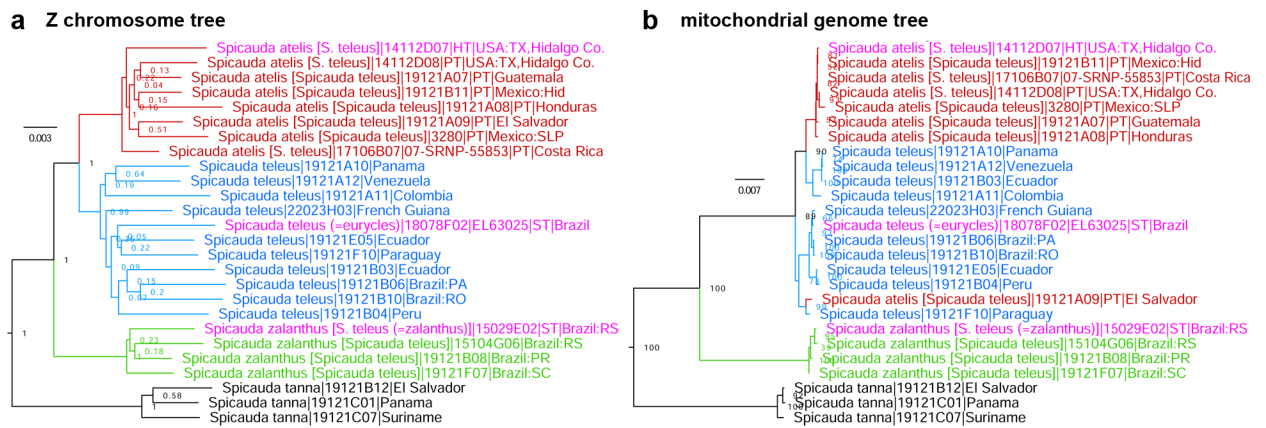 a Z chromosome tree
Spicauda atelis [S. teleus]|14112D07|HT|USA:TX,Hidalgo Co.
Spicauda atelis [S. teleus]|14112D08|PT|USA:TX,Hidalgo Co.
0.13
Spicauda atelis [Spicauda teleus]|19121A07|PT|Guatemala
0.04
Spicauda atelis [Spicauda teleus]|19121B11|PT|Mexico:Hid
0.15
Spicauda atelis [Spicauda teleus]|19121A08|PT|Honduras
0.16
1
Spicauda atelis [Spicauda teleus]|19121A09|PT|El Salvador
0.51
Spicauda atelis [Spicauda teleus]|3280|PT|Mexico:SLP
0.003
Spicauda atelis [S. teleus]|17106B07|07-SRNP-55853|PT|Costa Rica
1
Spicauda teleus|19121A10|Panama
0.64
Spicauda teleus|19121A12|Venezuela
0.19
Spicauda teleus|19121A11|Colombia
0.99
Spicauda teleus|22023H03|French Guiana
Spicauda teleus (=eurycles)|18078F02|EL63025|ST|Brazil
0.05
Spicauda teleus|19121E05|Ecuador
0.22
Spicauda teleus|19121F10|Paraguay
1
0.09
Spicauda teleus|19121B03|Ecuador
0.15
Spicauda teleus|19121B06|Brazil:PA
0.2
Spicauda teleus|19121B10|Brazil:RO
0.07
Spicauda teleus|19121B04|Peru
1
Spicauda zalanthus [S. teleus (=zalanthus)]|15029E02|ST|Brazil:RS
0.23
Spicauda zalanthus [Spicauda teleus]|15104G06|Brazil:RS
0.18
Spicauda zalanthus [Spicauda teleus]|19121B08|Brazil:PR
1
Spicauda zalanthus [Spicauda teleus]|19121F07|Brazil:SC
Spicauda tanna|19121B12|El Salvador
0.58
Spicauda tanna|19121C01|Panama
1
Spicauda tanna|19121C07|Suriname
b mitochondrial genome tree
Spicauda atelis [S. teleus]|14112D07|HT|USA:TX,Hidalgo Co.
Spicauda atelis [Spicauda teleus]|19121B11|PT|Mexico:Hid
Spicauda atelis [S. teleus]|17106B07|07-SRNP-55853|PT|Costa Rica
Spicauda atelis [S. teleus]|14112D08|PT|USA:TX,Hidalgo Co.
Spicauda atelis [Spicauda teleus]|3280|PT|Mexico:SLP
Spicauda atelis [Spicauda teleus]|19121A07|PT|Guatemala
Spicauda atelis [Spicauda teleus]|19121A08|PT|Honduras
90
Spicauda teleus|19121A10|Panama
Spicauda teleus|19121A12|Venezuela
0.007
Spicauda teleus|19121B03|Ecuador
Spicauda teleus|19121A11|Colombia
89
Spicauda teleus|22023H03|French Guiana
Spicauda teleus (=eurycles)|18078F02|EL63025|ST|Brazil
Spicauda teleus|19121B06|Brazil:PA
Spicauda teleus|19121B10|Brazil:RO
Spicauda teleus|19121E05|Ecuador
Spicauda teleus|19121B04|Peru
100
Spicauda atelis [Spicauda teleus]|19121A09|PT|El Salvador
Spicauda teleus|19121F10|Paraguay
Spicauda zalanthus [S. teleus (=zalanthus)]|15029E02|ST|Brazil:RS
Spicauda zalanthus [Spicauda teleus]|15104G06|Brazil:RS
100
Spicauda zalanthus [Spicauda teleus]|19121B08|Brazil:PR
Spicauda zalanthus [Spicauda teleus]|19121F07|Brazil:SC
Spicauda tanna|19121B12|El Salvador
Spicauda tanna|19121C01|Panama
100
Spicauda tanna|19121C07|Suriname